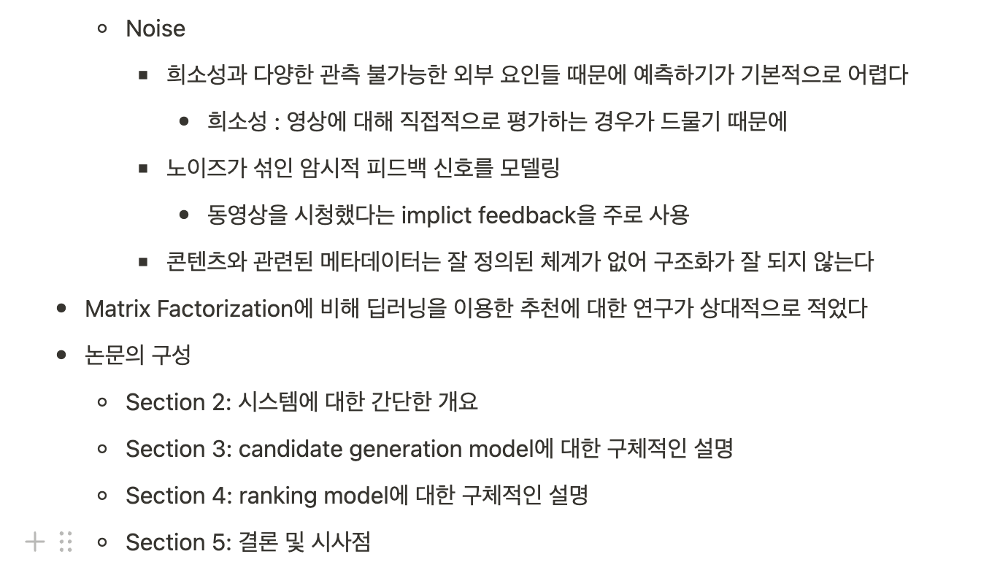 Noise
희소성과 다양한 관측 불가능한 외부 요인들 때문에 예측하기가 기본적으로 어렵다
희소성 : 영상에 대해 직접적으로 평가하는 경우가 드물기 때문에
노이즈가 섞인 암시적 피드백 신호를 모델링
동영상을 시청했다는 implict feedback을 주로 사용
콘텐츠와 관련된 메타데이터는 잘 정의된 체계가 없어 구조화가 잘 되지 않는다
Matrix Factorization에 비해 딥러닝을 이용한 추천에 대한 연구가 상대적으로 적었다
논문의 구성
Section 2: 시스템에 대한 간단한 개요
Section 3: candidate generation model에 대한 구체적인 설명
Section 4: ranking model에 대한 구체적인 설명
Section 5: 결론 및 시사점